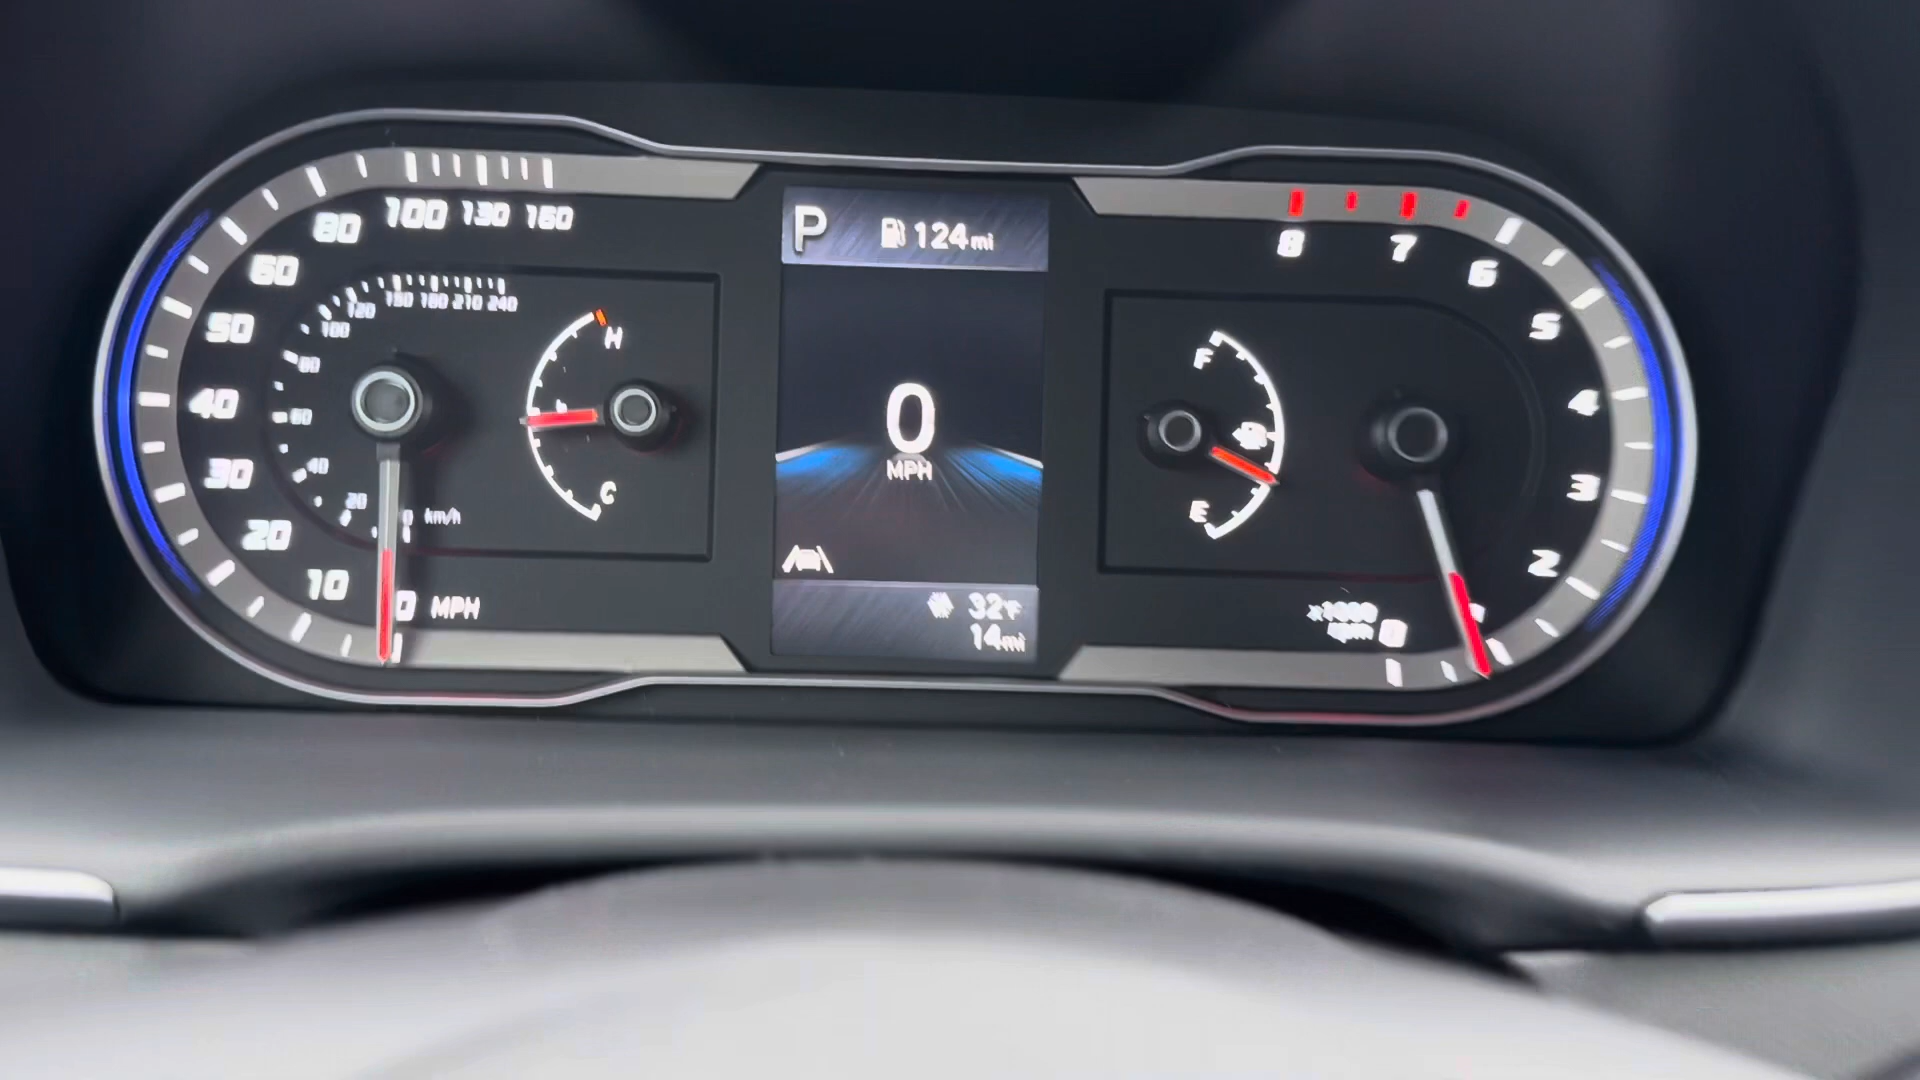 P 124mi
0
MPH
32°F
14mi
0 10 20 30 40 50 60 80 100 130 160
MPH
0 20 40 60 80 100 120 150 180 210 240
km/h
H
C
F
E
0 2 3 4 5 6 7 8
x1000
rpm